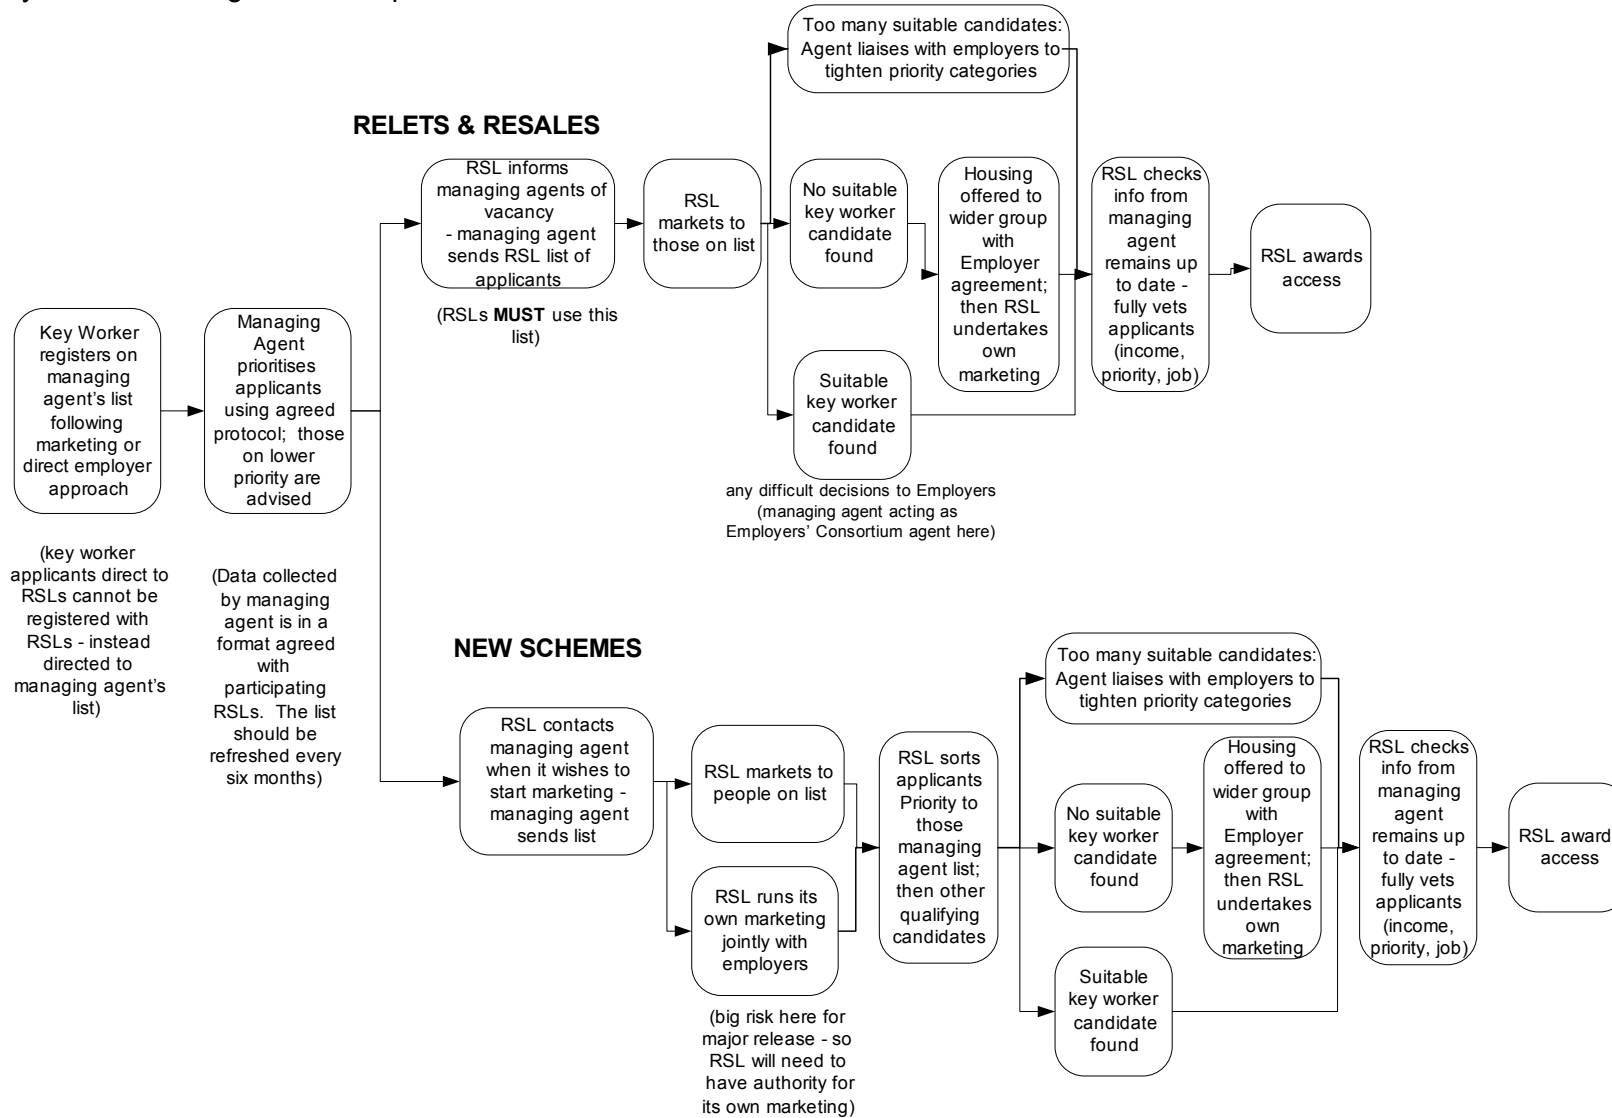 Too many suitable candidates:
Agent liaises with employers to
tighten priority categories
RELETS & RESALES
RSL informs
managing agents of
vacancy
- managing agent
sends RSL list of
applicants
(RSLs MUST use this
list)
RSL
markets to
those on list
No suitable
key worker
candidate
found
Housing
offered to
wider group
with
Employer
agreement;
then RSL
undertakes
own
marketing
RSL checks
info from
managing
agent
remains up
to date -
fully vets
applicants
(income,
priority, job)
RSL awards
access
Key Worker
registers on
managing
agent's list
following
marketing or
direct employer
approach
Managing
Agent
prioritises
applicants
using agreed
protocol; those
on lower
priority are
advised
Suitable
key worker
candidate
found
any difficult decisions to Employers
(managing agent acting as
Employers' Consortium agent here)
(key worker
applicants direct to
RSLs cannot be
registered with
RSLs - instead
directed to
managing agent's
list)
(Data collected
by managing
agent is in a
format agreed
with
participating
RSLs. The list
should be
refreshed every
six months)
NEW SCHEMES
Too many suitable candidates:
Agent liaises with employers to
tighten priority categories
RSL contacts
managing agent
when it wishes to
start marketing -
managing agent
sends list
RSL markets to
people on list
RSL runs its
own marketing
jointly with
employers
(big risk here for
major release - so
RSL will need to
have authority for
its own marketing)
RSL sorts
applicants
Priority to
those
managing
agent list;
then other
qualifying
candidates
No suitable
key worker
candidate
found
Housing
offered to
wider group
with
Employer
agreement;
then RSL
undertakes
own
marketing
RSL checks
info from
managing
agent
remains up
to date -
fully vets
applicants
(income,
priority, job)
RSL award
access
Suitable
key worker
candidate
found